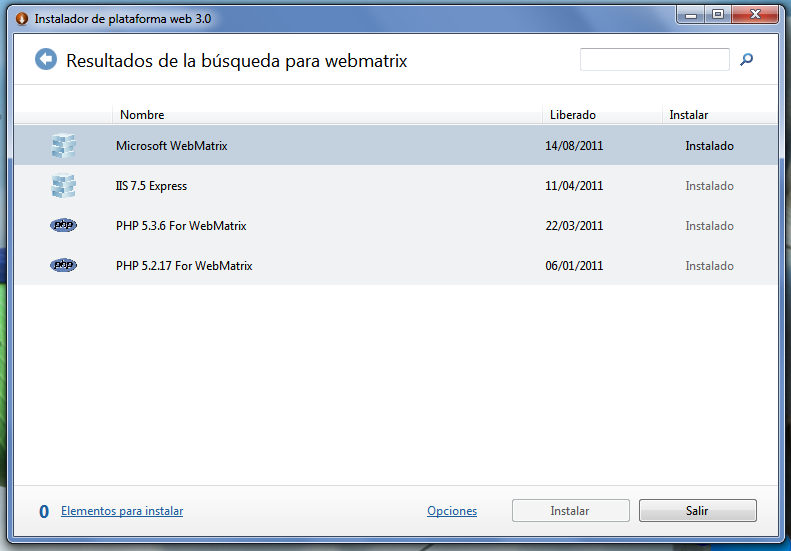 Instalador de plataforma web 3.0
Resultados de la búsqueda para webmatrix
Nombre Liberado Instalar
Microsoft WebMatrix 14/08/2011 Instalado
IIS 7.5 Express 11/04/2011 Instalado
php PHP 5.3.6 For WebMatrix 22/03/2011 Instalado
php PHP 5.2.17 For WebMatrix 06/01/2011 Instalado
0 Elementos para instalar Opciones Instalar Salir